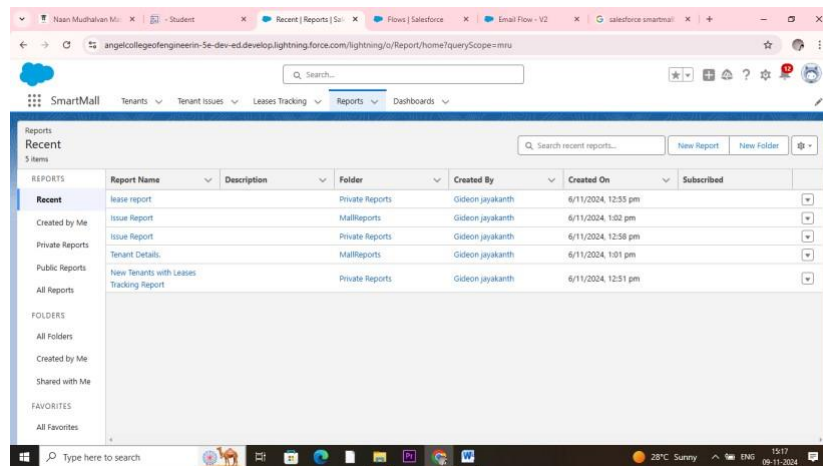 Naan Mudhalvan Ma
- Student
Recent | Reports | Sal
Flows | Salesforce
Email Flow - V2
salesforce smartmall
angelcollegeofengineerin-5e-dev-ed.develop.lightning.force.com/lightning/o/Report/home?queryScope=mru
Search...
12
SmartMall Tenants Tenant Issues Leases Tracking Reports Dashboards
Reports
Recent
5 items
Search recent reports...
New Report New Folder
REPORTS
Recent
Created by Me
Private Reports
Public Reports
All Reports
FOLDERS
All Folders
Created by Me
Shared with Me
FAVORITES
All Favorites
Report Name Description Folder Created By Created On Subscribed
lease report Private Reports Gideon jayakanth 6/11/2024, 12:55 pm
Issue Report MallReports Gideon jayakanth 6/11/2024, 1:02 pm
Issue Report Private Reports Gideon jayakanth 6/11/2024, 12:58 pm
Tenant Details. MallReports Gideon jayakanth 6/11/2024, 1:01 pm
New Tenants with Leases
Tracking Report Private Reports Gideon jayakanth 6/11/2024, 12:51 pm
Type here to search
Pr
W
28°C Sunny
ENG
15:17
09-11-2024